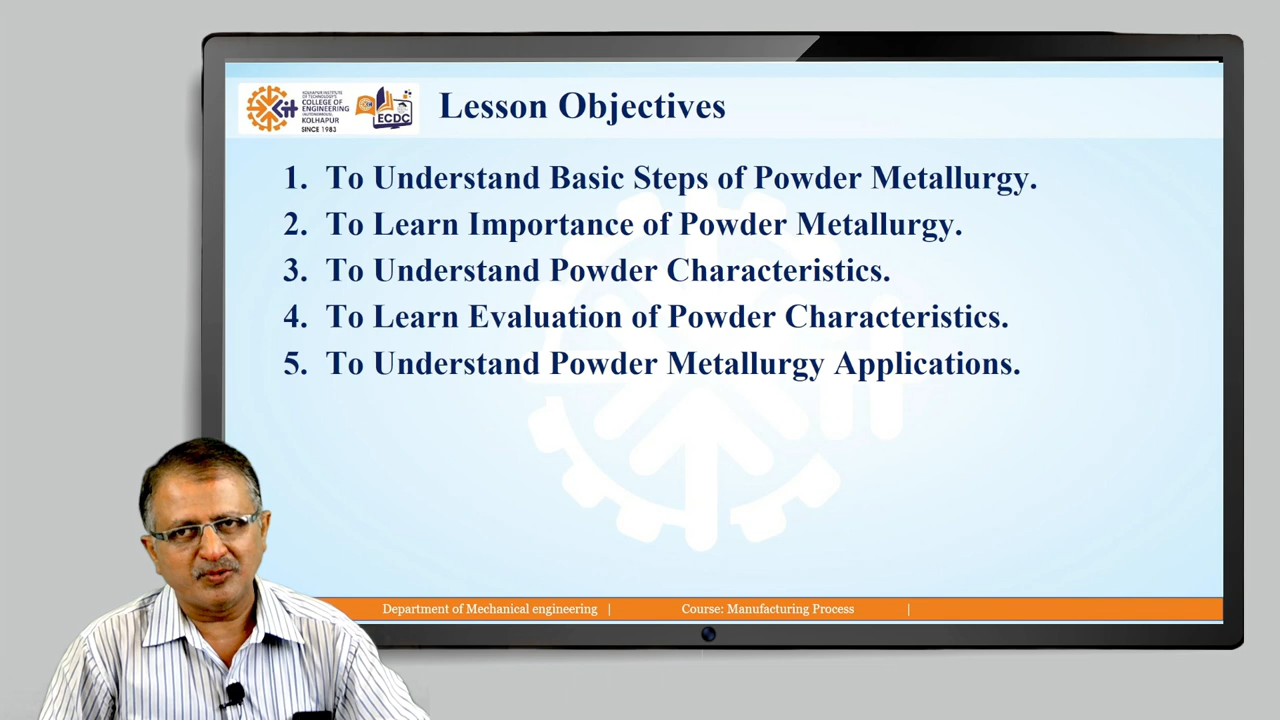 KOLHAPUR INSTITUTE
OF TECHNOLOGY'S
COLLEGE OF
ENGINEERING
(AUTONOMOUS)
KOLHAPUR
SINCE 1983
ECDC
Lesson Objectives
1. To Understand Basic Steps of Powder Metallurgy.
2. To Learn Importance of Powder Metallurgy.
3. To Understand Powder Characteristics.
4. To Learn Evaluation of Powder Characteristics.
5. To Understand Powder Metallurgy Applications.
Department of Mechanical engineering | Course: Manufacturing Process |